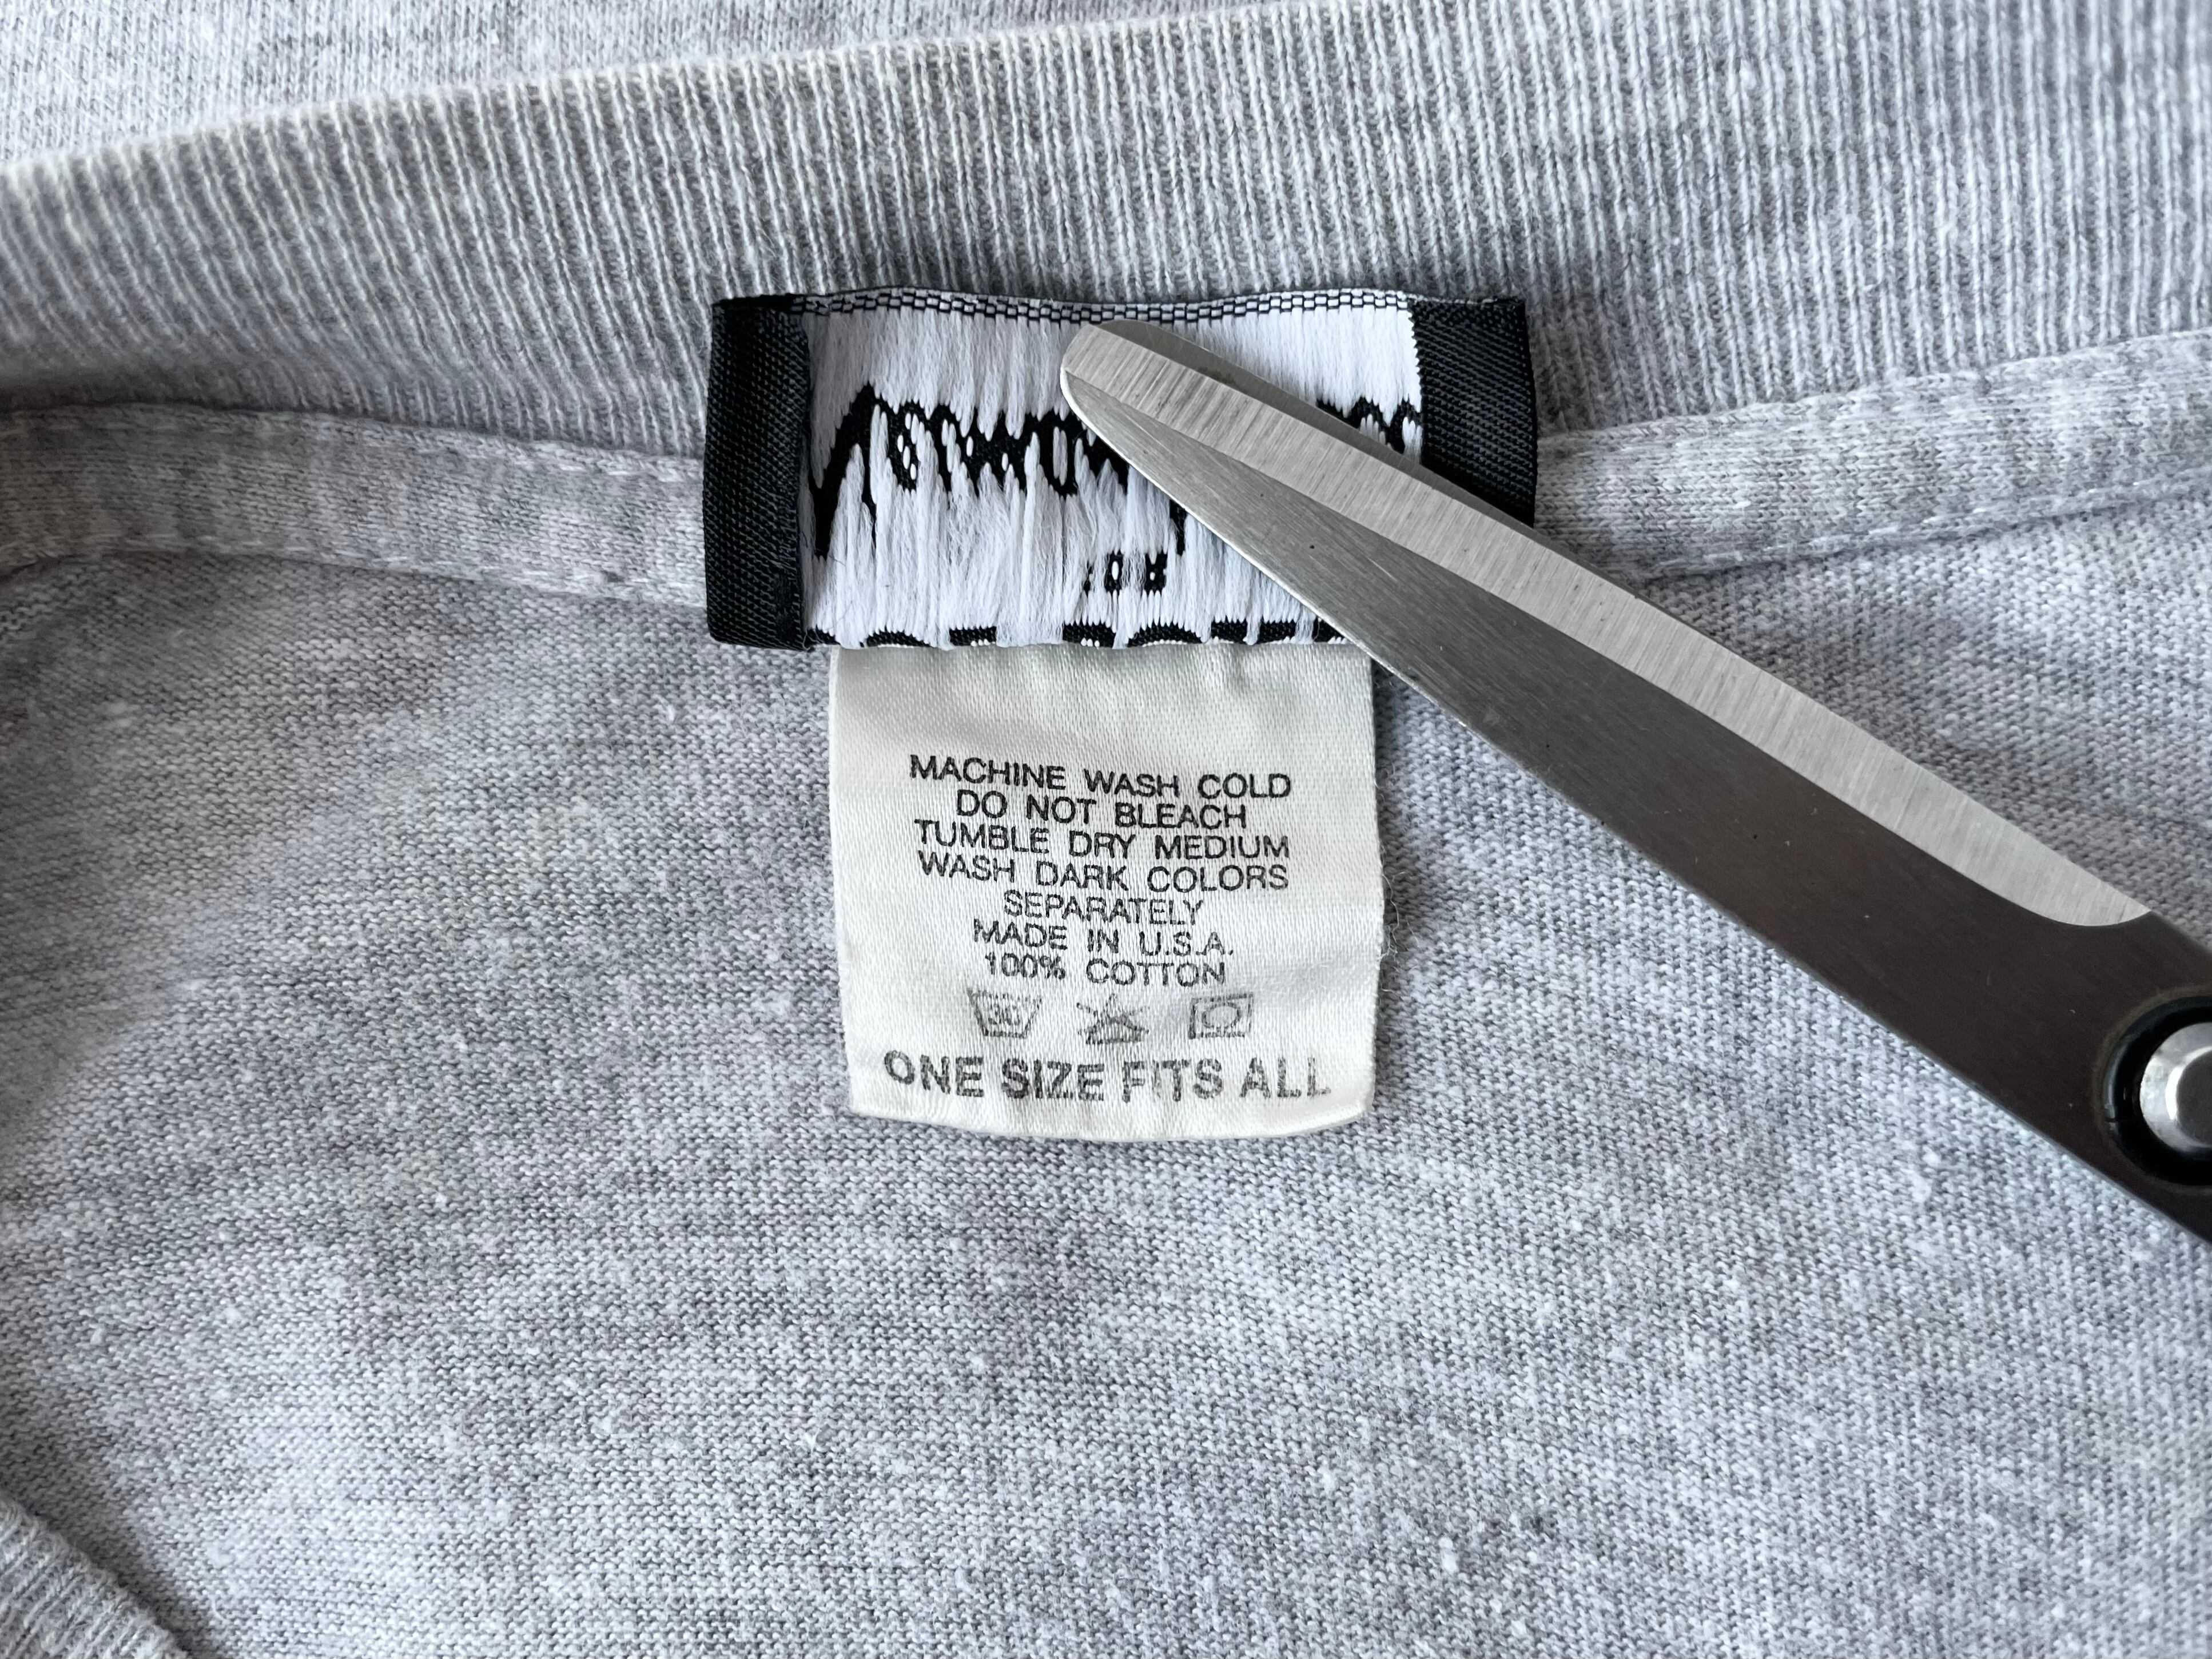 MACHINE WASH COLD
DO NOT BLEACH
TUMBLE DRY MEDIUM
WASH DARK COLORS
SEPARATELY
MADE IN U.S.A.
100% COTTON
30
ONE SIZE FITS ALL